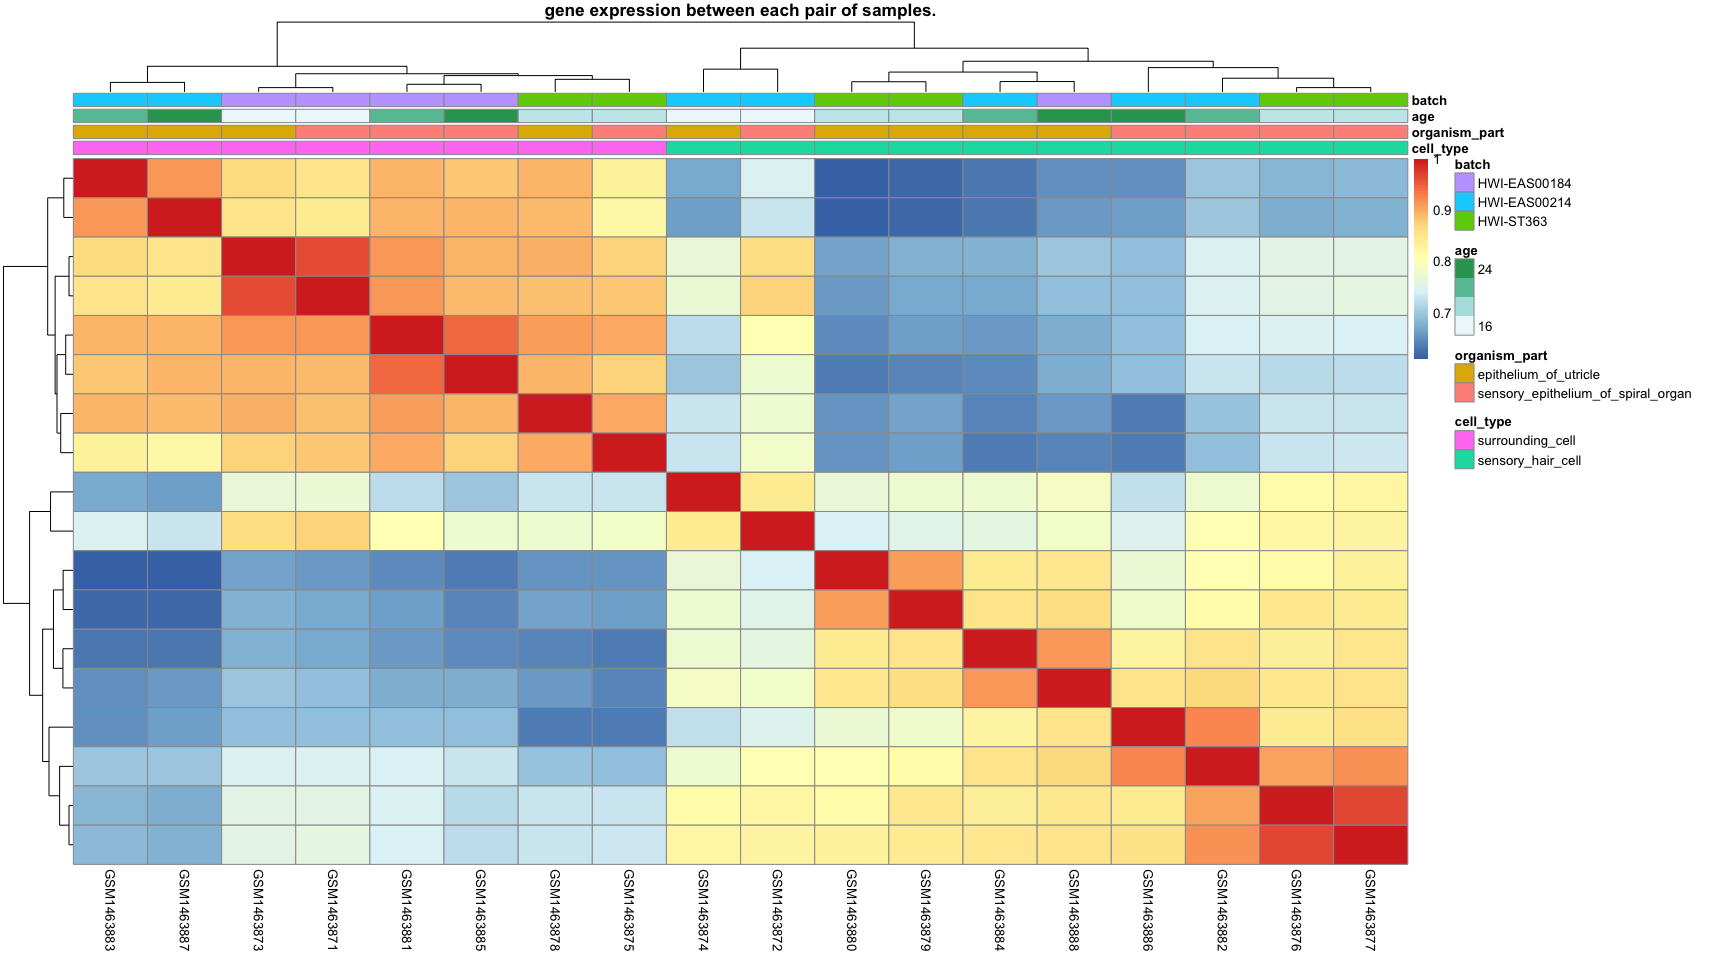 gene expression between each pair of samples.
batch
age
organism_part
cell_type
1
0.9
0.8
0.7
batch
HWI-EAS00184
HWI-EAS00214
HWI-ST363
age
24
16
organism_part
epithelium_of_utricle
sensory_epithelium_of_spiral_organ
cell_type
surrounding_cell
sensory_hair_cell
GSM1463883
GSM1463887
GSM1463873
GSM1463871
GSM1463881
GSM1463885
GSM1463878
GSM1463875
GSM1463874
GSM1463872
GSM1463880
GSM1463879
GSM1463884
GSM1463888
GSM1463886
GSM1463882
GSM1463876
GSM1463877